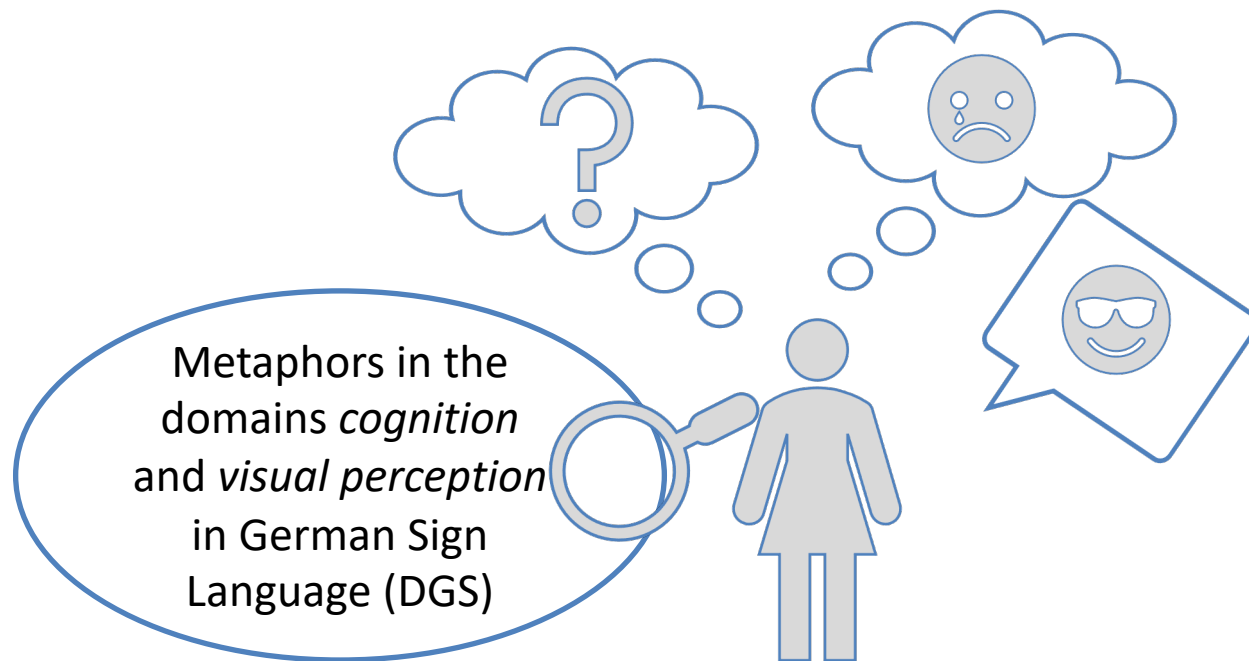 Metaphors in the
domains cognition
and visual perception
in German Sign
Language (DGS)
?